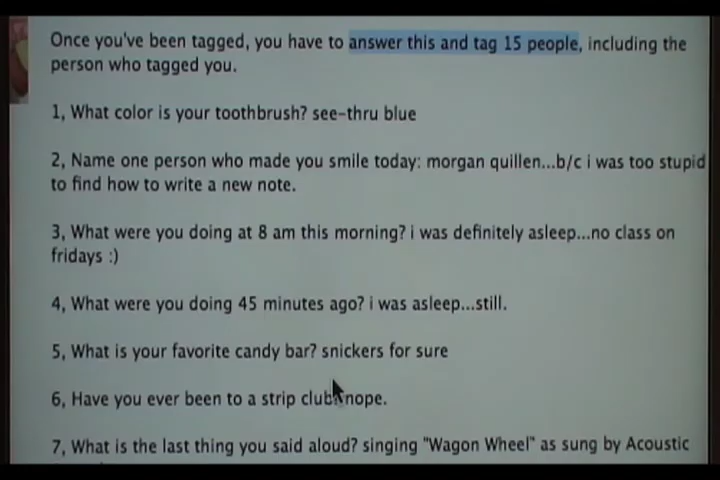 Once you've been tagged, you have to answer this and tag 15 people, including the
person who tagged you.
1, What color is your toothbrush? see-thru blue
2, Name one person who made you smile today: morgan quillen...b/c i was too stupid
to find how to write a new note.
3, What were you doing at 8 am this morning? i was definitely asleep...no class on
fridays :)
4, What were you doing 45 minutes ago? i was asleep...still.
5, What is your favorite candy bar? snickers for sure
6, Have you ever been to a strip club nope.
7, What is the last thing you said aloud? singing "Wagon Wheel" as sung by Acoustic